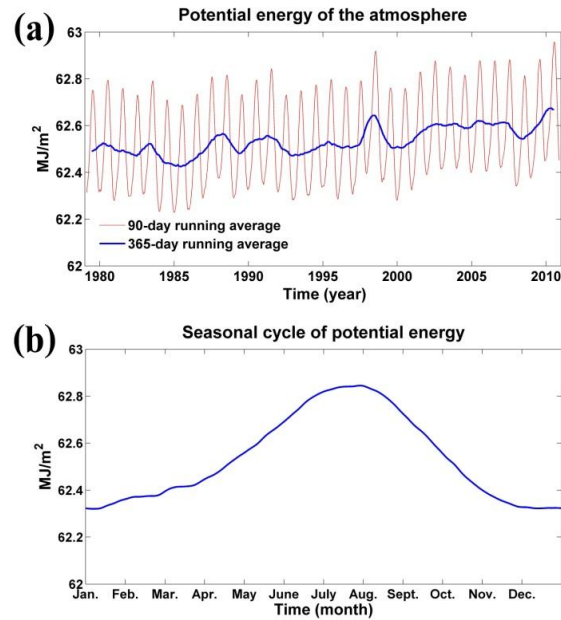 (a)
Potential energy of the atmosphere
MJ/m²
63
62.8
62.6
62.4
62.2
62
90-day running average
365-day running average
1980 1985 1990 1995 2000 2005 2010
Time (year)
(b)
Seasonal cycle of potential energy
MJ/m²
63
62.8
62.6
62.4
62.2
62
Jan. Feb. Mar. Apr. May June July Aug. Sept. Oct. Nov. Dec.
Time (month)